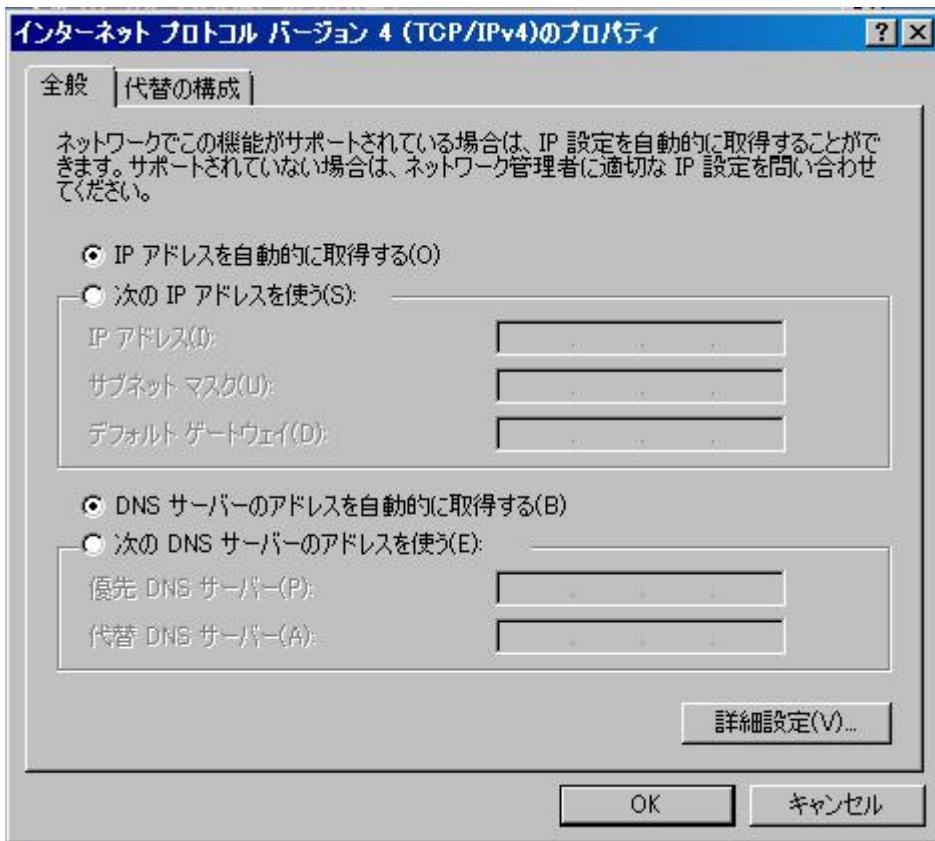 インターネット プロトコル バージョン 4 (TCP/IPv4)のプロパティ
全般
代替の構成
ネットワークでこの機能がサポートされている場合は、IP 設定を自動的に取得することがで
きます。サポートされていない場合は、ネットワーク管理者に適切な IP 設定を問い合わせ
てください。
IP アドレスを自動的に取得する(O)
次の IP アドレスを使う(S):
IP アドレス(I):
サブネット マスク(U):
デフォルト ゲートウェイ(D):
DNS サーバーのアドレスを自動的に取得する(B)
次の DNS サーバーのアドレスを使う(E):
優先 DNS サーバー(P):
代替 DNS サーバー(A):
詳細設定(V)...
OK
キャンセル